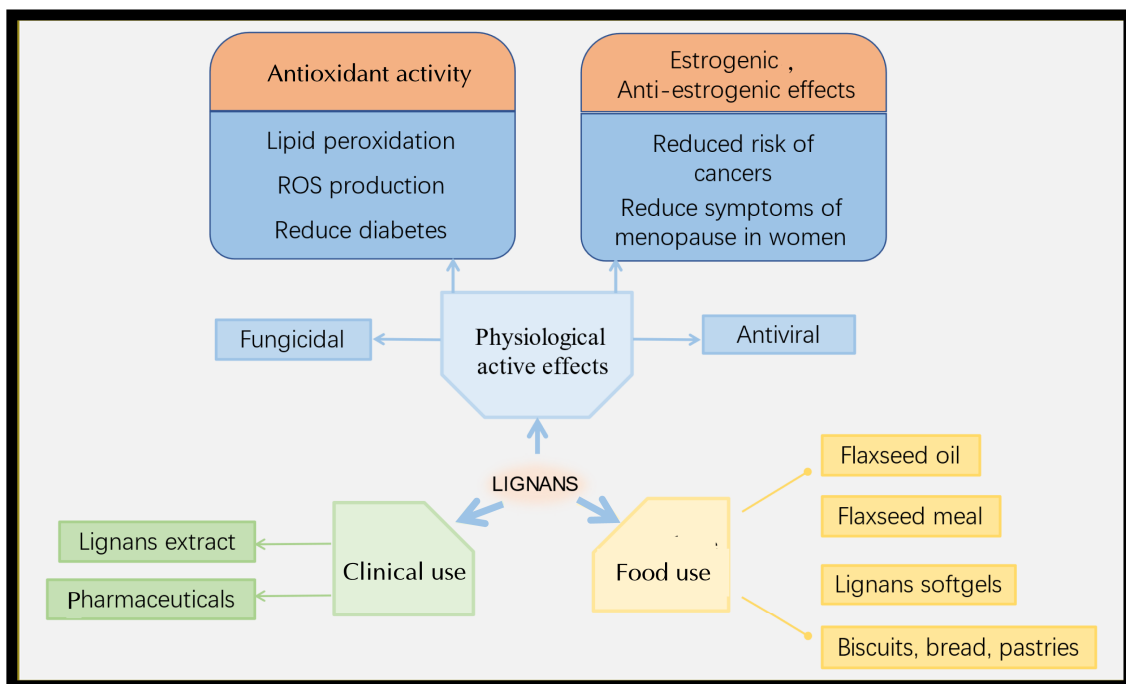 Antioxidant activity
Lipid peroxidation
ROS production
Reduce diabetes
Estrogenic ,
Anti-estrogenic effects
Reduced risk of
cancers
Reduce symptoms of
menopause in women
Fungicidal
Physiological
active effects
Antiviral
LIGNANS
Lignans extract
Pharmaceuticals
Clinical use
Food use
Flaxseed oil
Flaxseed meal
Lignans softgels
Biscuits, bread, pastries